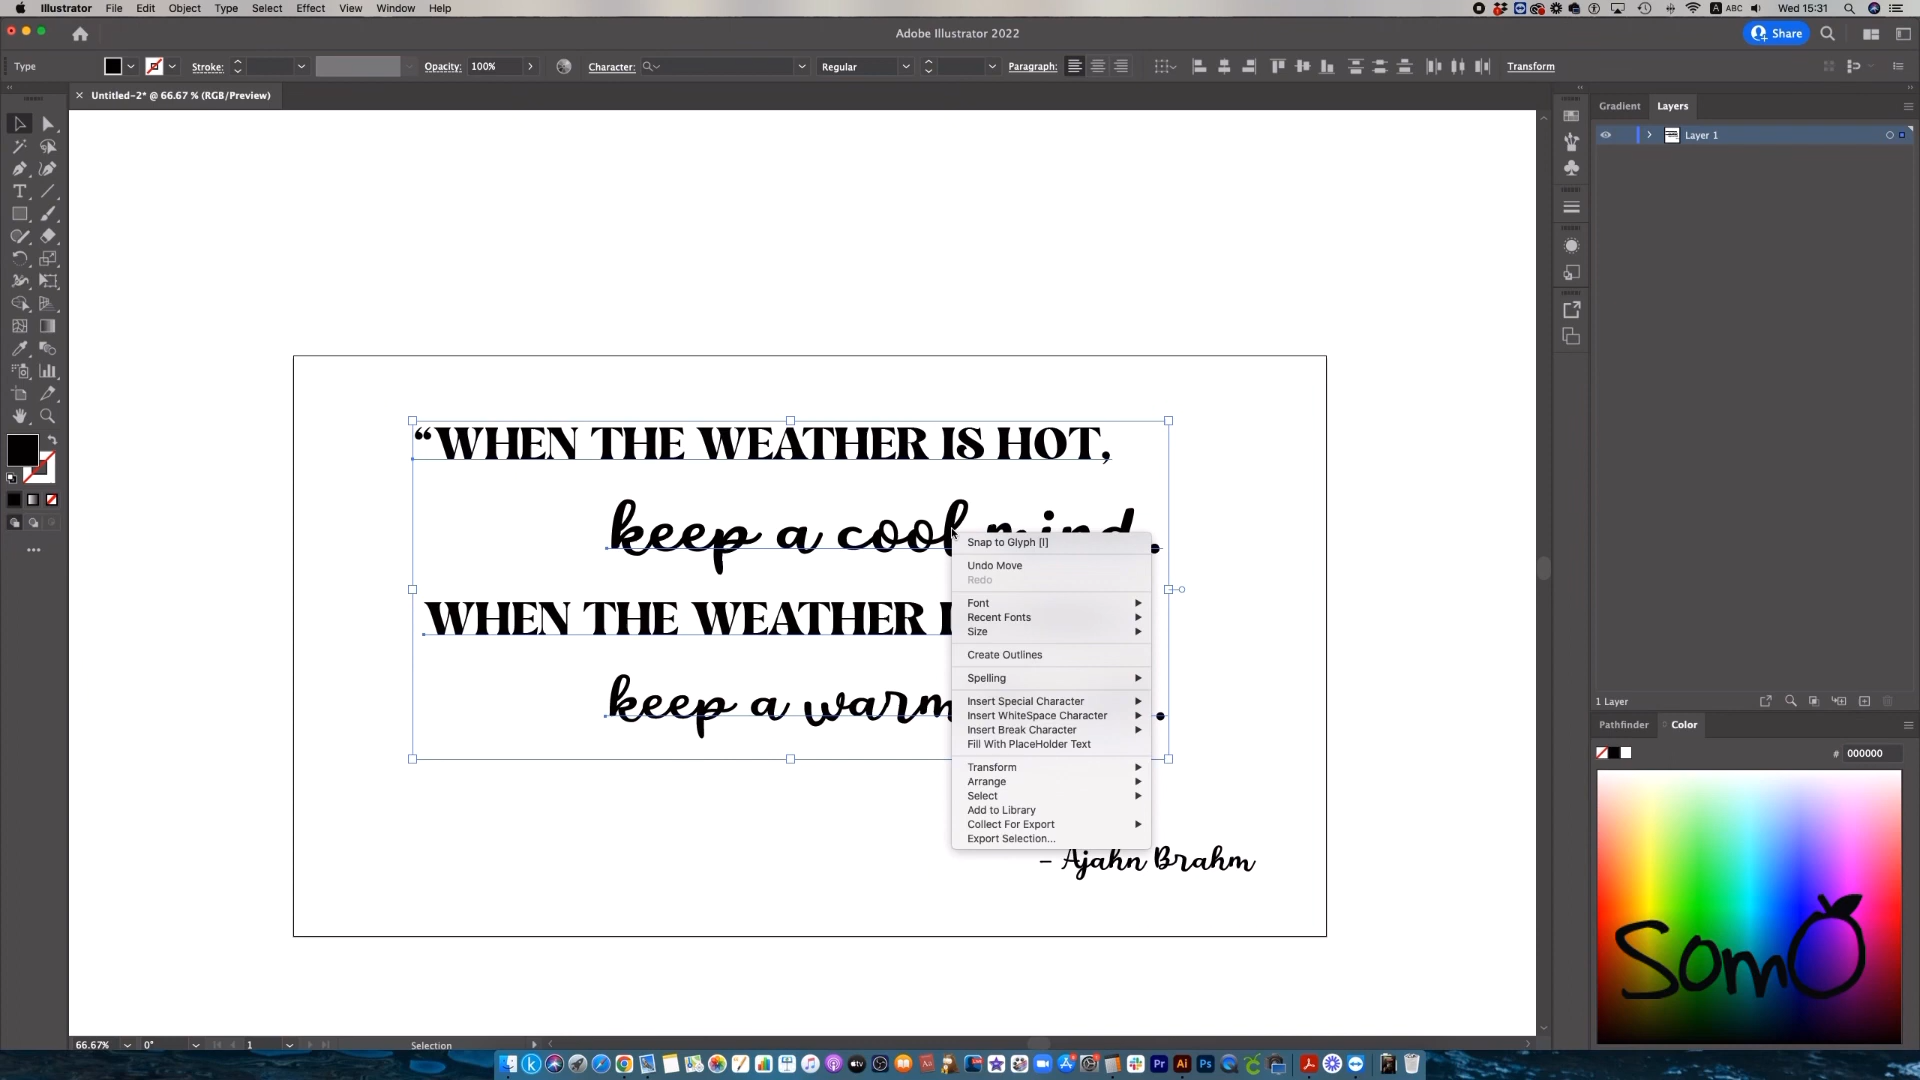 Illustrator File Edit Object Type Select Effect View Window Help
ABC Wed 15:31
Adobe Illustrator 2022
Share
Type Stroke: Opacity: 100% Character: Regular Paragraph: Transform
Untitled-2* @ 66.67 % (RGB/Preview)
Gradient Layers
Layer 1
“WHEN THE WEATHER IS HOT,
keep a cool mind.
WHEN THE WEATHER I
keep a warm .
– Ajahn Brahm
Snap to Glyph [l]
Undo Move
Redo
Font
Recent Fonts
Size
Create Outlines
Spelling
Insert Special Character
Insert WhiteSpace Character
Insert Break Character
Fill With PlaceHolder Text
Transform
Arrange
Select
Add to Library
Collect For Export
Export Selection...
1 Layer
Pathfinder Color
# 000000
SomO
66.67% 0° 1 Selection
Pr Ai Ps